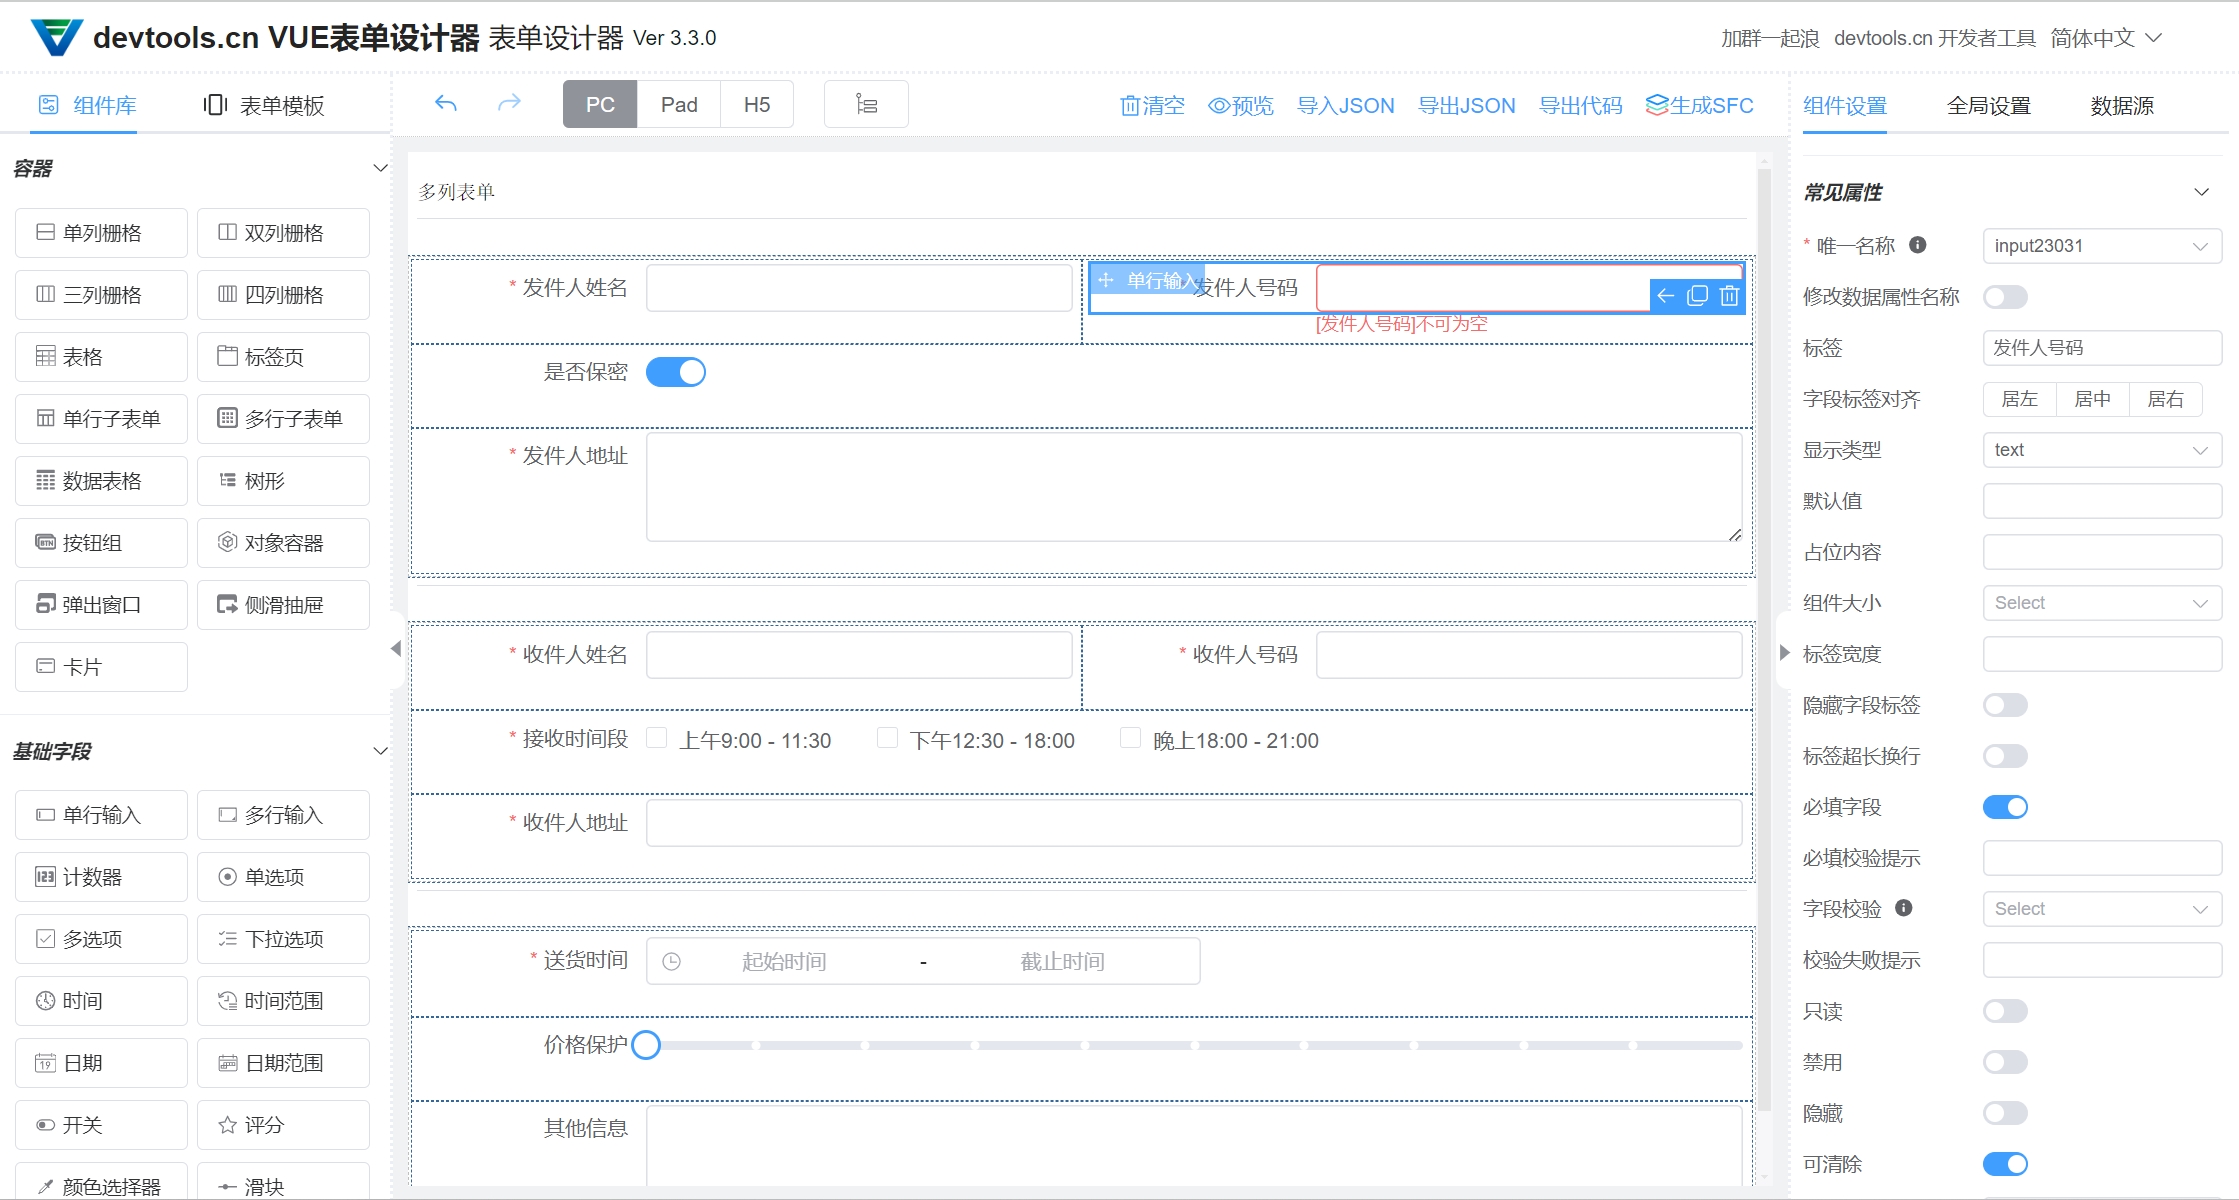 devtools.cn VUE表单设计器 表单设计器 Ver 3.3.0
加群一起浪 devtools.cn 开发者工具 简体中文
组件库 表单模板
PC Pad H5
清空 预览 导入JSON 导出JSON 导出代码 生成SFC
组件设置 全局设置 数据源
容器
单列栅格 双列栅格
三列栅格 四列栅格
表格 标签页
单行子表单 多行子表单
数据表格 树形
按钮组 对象容器
弹出窗口 侧滑抽屉
卡片
基础字段
单行输入 多行输入
计数器 单选项
多选项 下拉选项
时间 时间范围
日期 日期范围
开关 评分
颜色选择器 滑块
多列表单
* 发件人姓名
单行输入 发件人号码
[发件人号码]不可为空
是否保密
* 发件人地址
* 收件人姓名 * 收件人号码
* 接收时间段 上午9:00 - 11:30 下午12:30 - 18:00 晚上18:00 - 21:00
* 收件人地址
* 送货时间 起始时间 - 截止时间
价格保护
其他信息
常见属性
* 唯一名称 input23031
修改数据属性名称
标签 发件人号码
字段标签对齐 居左 居中 居右
显示类型 text
默认值
占位内容
组件大小 Select
标签宽度
隐藏字段标签
标签超长换行
必填字段
必填校验提示
字段校验 Select
校验失败提示
只读
禁用
隐藏
可清除